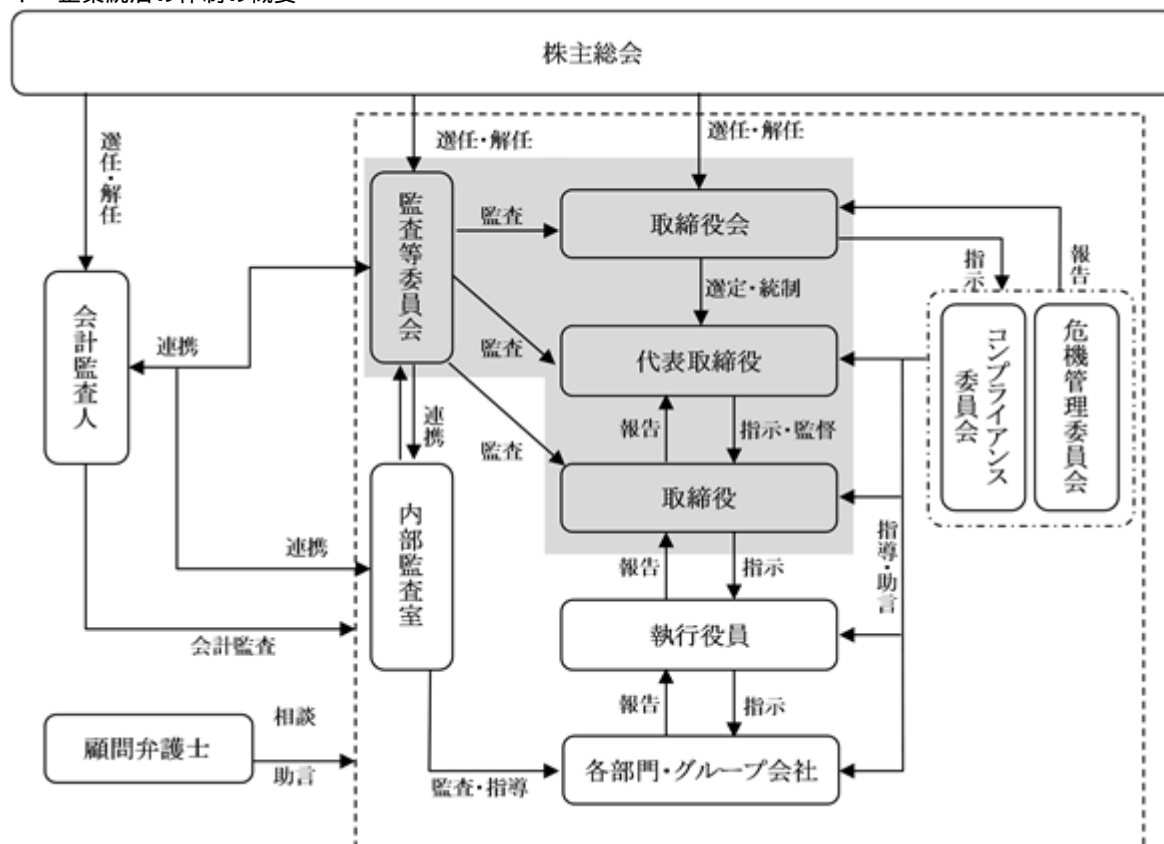 株主総会
選任・解任
選任・解任
選任・解任
監査等委員会
監査
取締役会
指示
報告
選定・統制
会計監査人
連携
監査
代表取締役
コンプライアンス
委員会
危機管理委員会
連携
監査
報告
指示・監督
取締役
内部監査室
連携
指導・助言
報告
指示
執行役員
会計監査
報告
指示
顧問弁護士
相談
助言
監査・指導
各部門・グループ会社